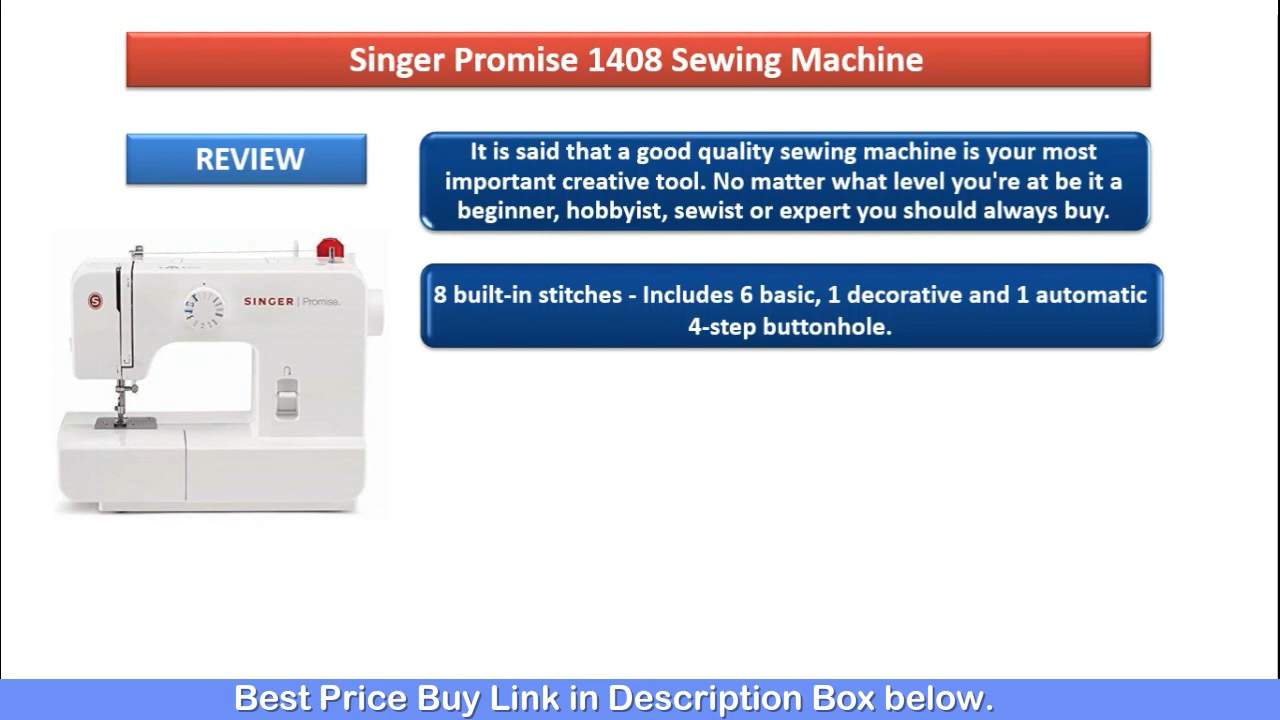 Singer Promise 1408 Sewing Machine
REVIEW
It is said that a good quality sewing machine is your most
important creative tool. No matter what level you're at be it a
beginner, hobbyist, sewist or expert you should always buy.
8 built-in stitches - Includes 6 basic, 1 decorative and 1 automatic
4-step buttonhole.
S
SINGER | Promise.
Best Price Buy Link in Description Box below.